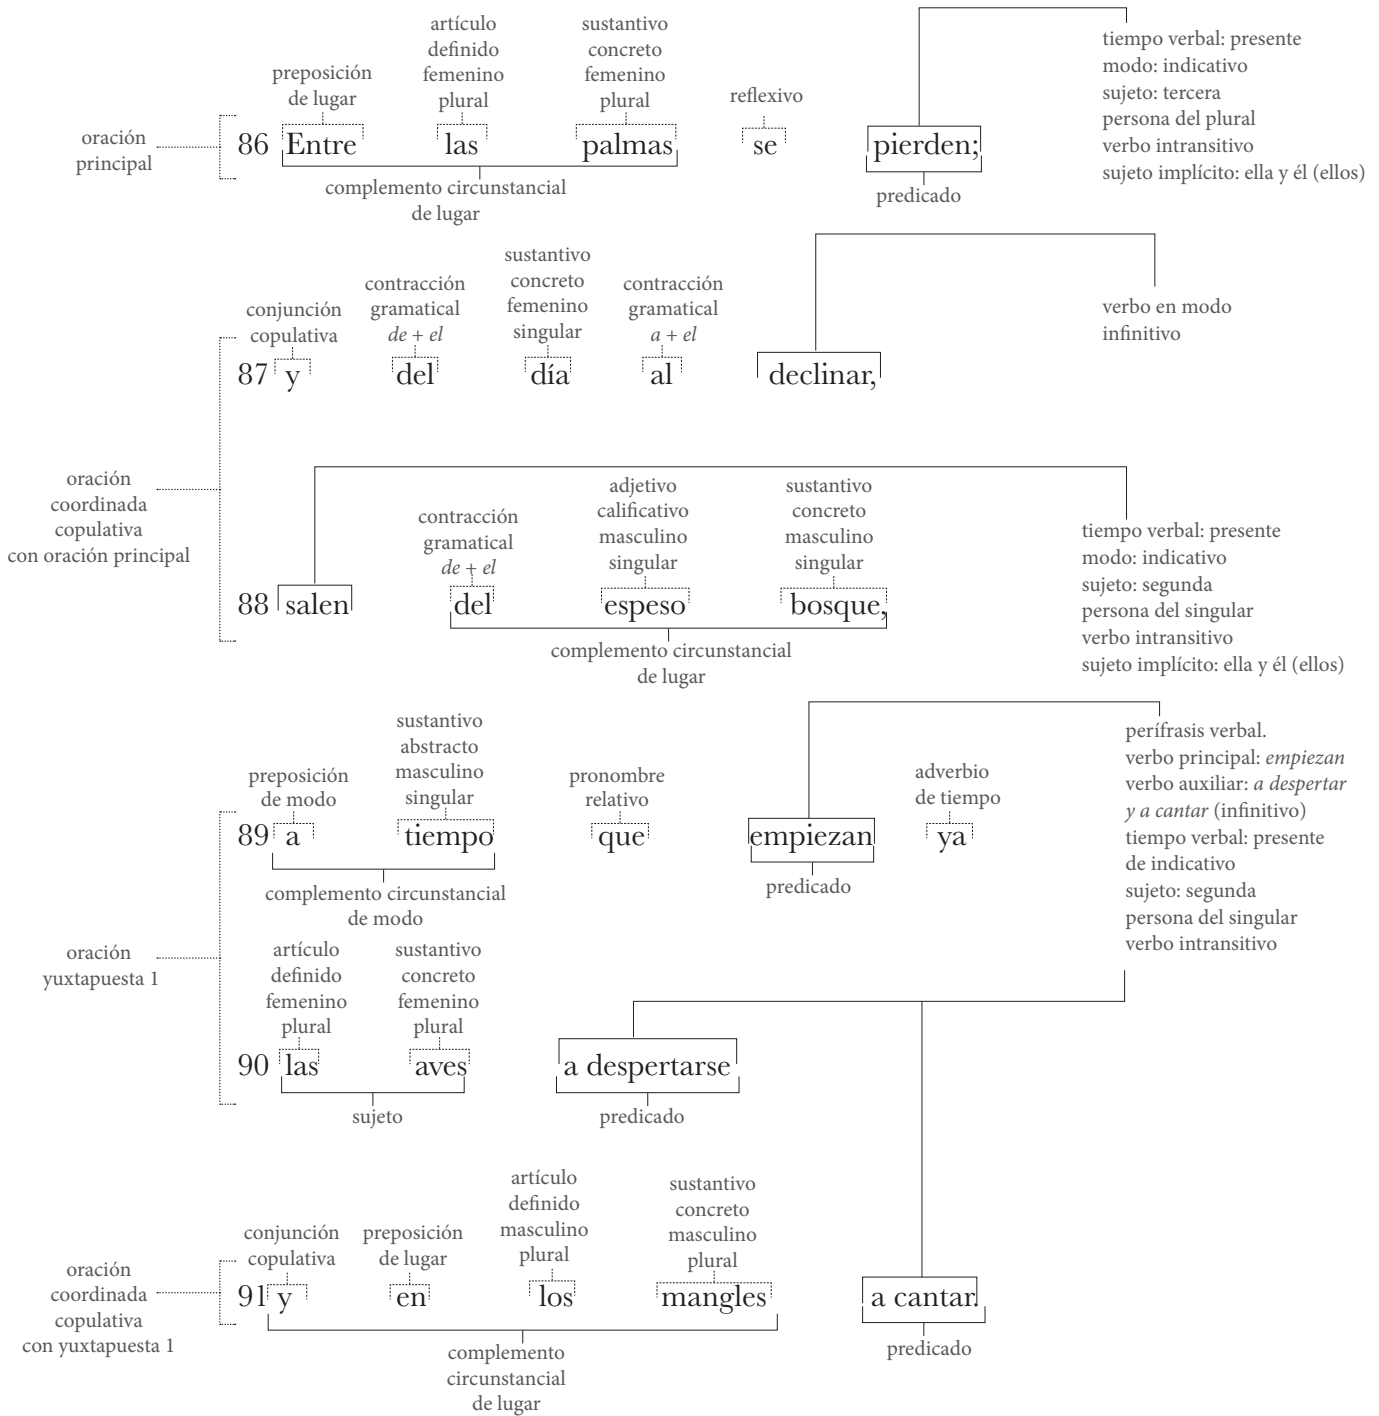 artículo
definido
femenino
plural
sustantivo
concreto
femenino
plural
preposición
de lugar
reflexivo
tiempo verbal: presente
modo: indicativo
sujeto: tercera
persona del plural
verbo intransitivo
sujeto implícito: ella y él (ellos)
oración
principal
86 Entre las palmas se pierden;
complemento circunstancial
de lugar
predicado
conjunción
copulativa
contracción
gramatical
de + el
sustantivo
concreto
femenino
singular
contracción
gramatical
a + el
verbo en modo
infinitivo
87 y del día al declinar,
oración
coordinada
copulativa
con oración principal
contracción
gramatical
de + el
adjetivo
calificativo
masculino
singular
sustantivo
concreto
masculino
singular
tiempo verbal: presente
modo: indicativo
sujeto: segunda
persona del singular
verbo intransitivo
sujeto implícito: ella y él (ellos)
88 salen del espeso bosque,
complemento circunstancial
de lugar
preposición
de modo
sustantivo
abstracto
masculino
singular
pronombre
relativo
adverbio
de tiempo
perífrasis verbal.
verbo principal: empiezan
verbo auxiliar: a despertar
y a cantar (infinitivo)
tiempo verbal: presente
de indicativo
sujeto: segunda
persona del singular
verbo intransitivo
89 a tiempo que empiezan ya
complemento circunstancial
de modo
predicado
oración
yuxtapuesta 1
artículo
definido
femenino
plural
sustantivo
concreto
femenino
plural
90 las aves a despertarse
sujeto
predicado
conjunción
copulativa
preposición
de lugar
artículo
definido
masculino
plural
sustantivo
concreto
masculino
plural
oración
coordinada
copulativa
con yuxtapuesta 1
91 y en los mangles a cantar.
complemento
circunstancial
de lugar
predicado